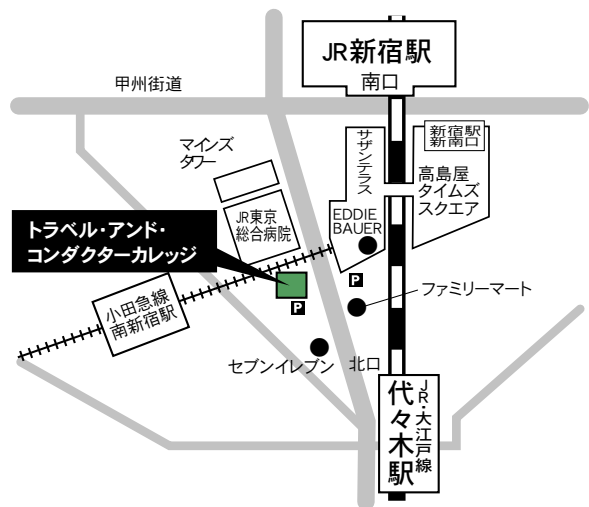 JR新宿駅
南口
甲州街道
マインズ
タワー
サザンテラス
新宿駅
新南口
高島屋
タイムズ
スクエア
JR東京
総合病院
EDDIE
BAUER
トラベル・アンド・
コンダクターカレッジ
P
ファミリーマート
小田急線
南新宿駅
P
セブンイレブン
北口
JR・大江戸線
代々木駅